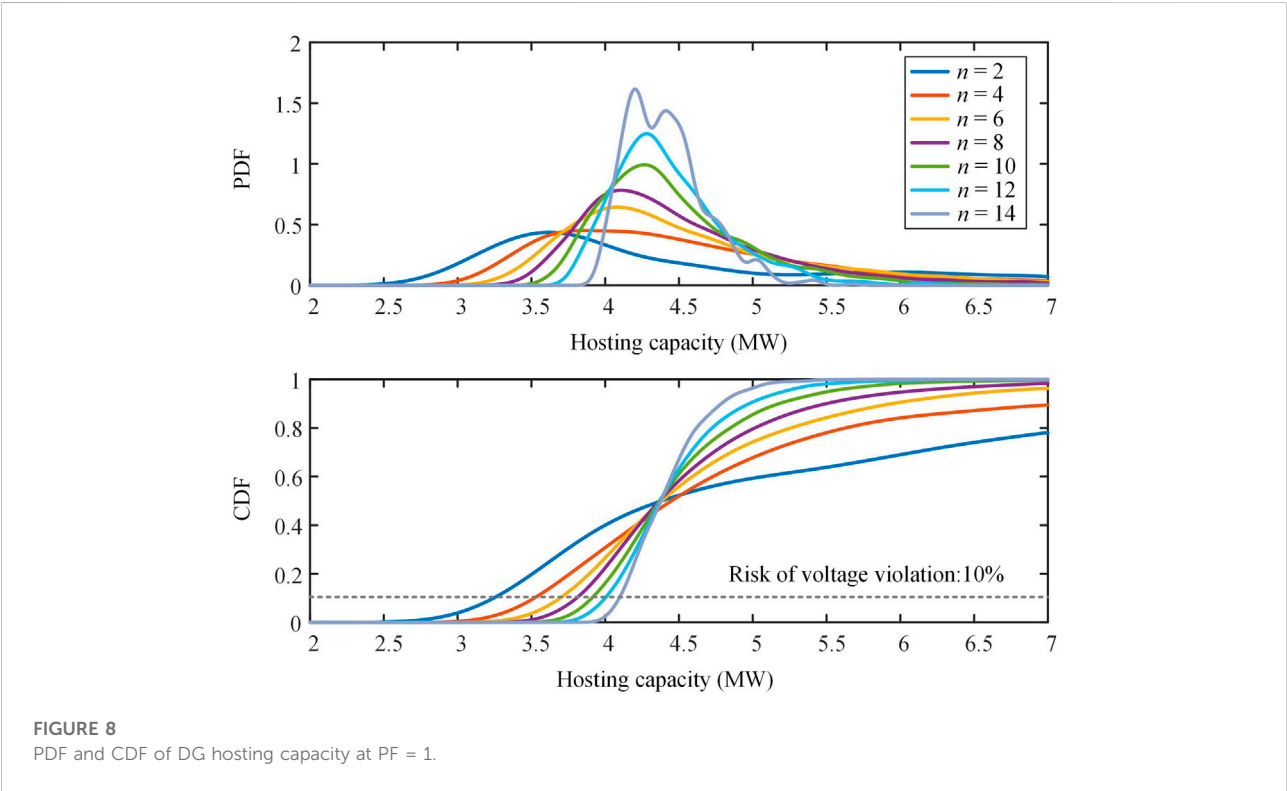 2
1.5
1
0.5
0
PDF
n = 2
n = 4
n = 6
n = 8
n = 10
n = 12
n = 14
2 2.5 3 3.5 4 4.5 5 5.5 6 6.5 7
Hosting capacity (MW)
1
0.8
0.6
0.4
0.2
0
CDF
Risk of voltage violation:10%
2 2.5 3 3.5 4 4.5 5 5.5 6 6.5 7
Hosting capacity (MW)
FIGURE 8
PDF and CDF of DG hosting capacity at PF = 1.